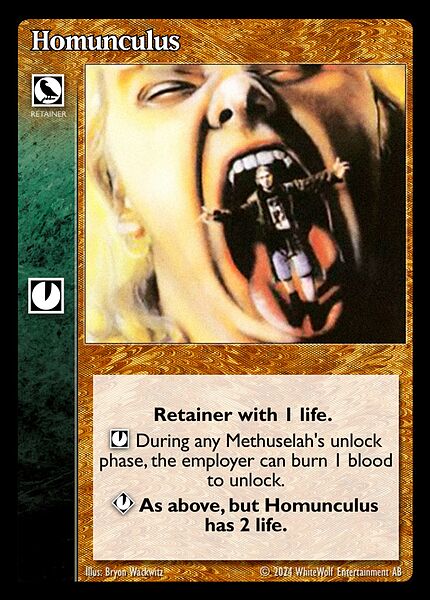 Homunculus
RETAINER
Retainer with 1 life.
During any Methuselah's unlock
phase, the employer can burn 1 blood
to unlock.
As above, but Homunculus
has 2 life.
Illus: Bryon Wackwitz
© 2024 WhiteWolf Entertainment AB